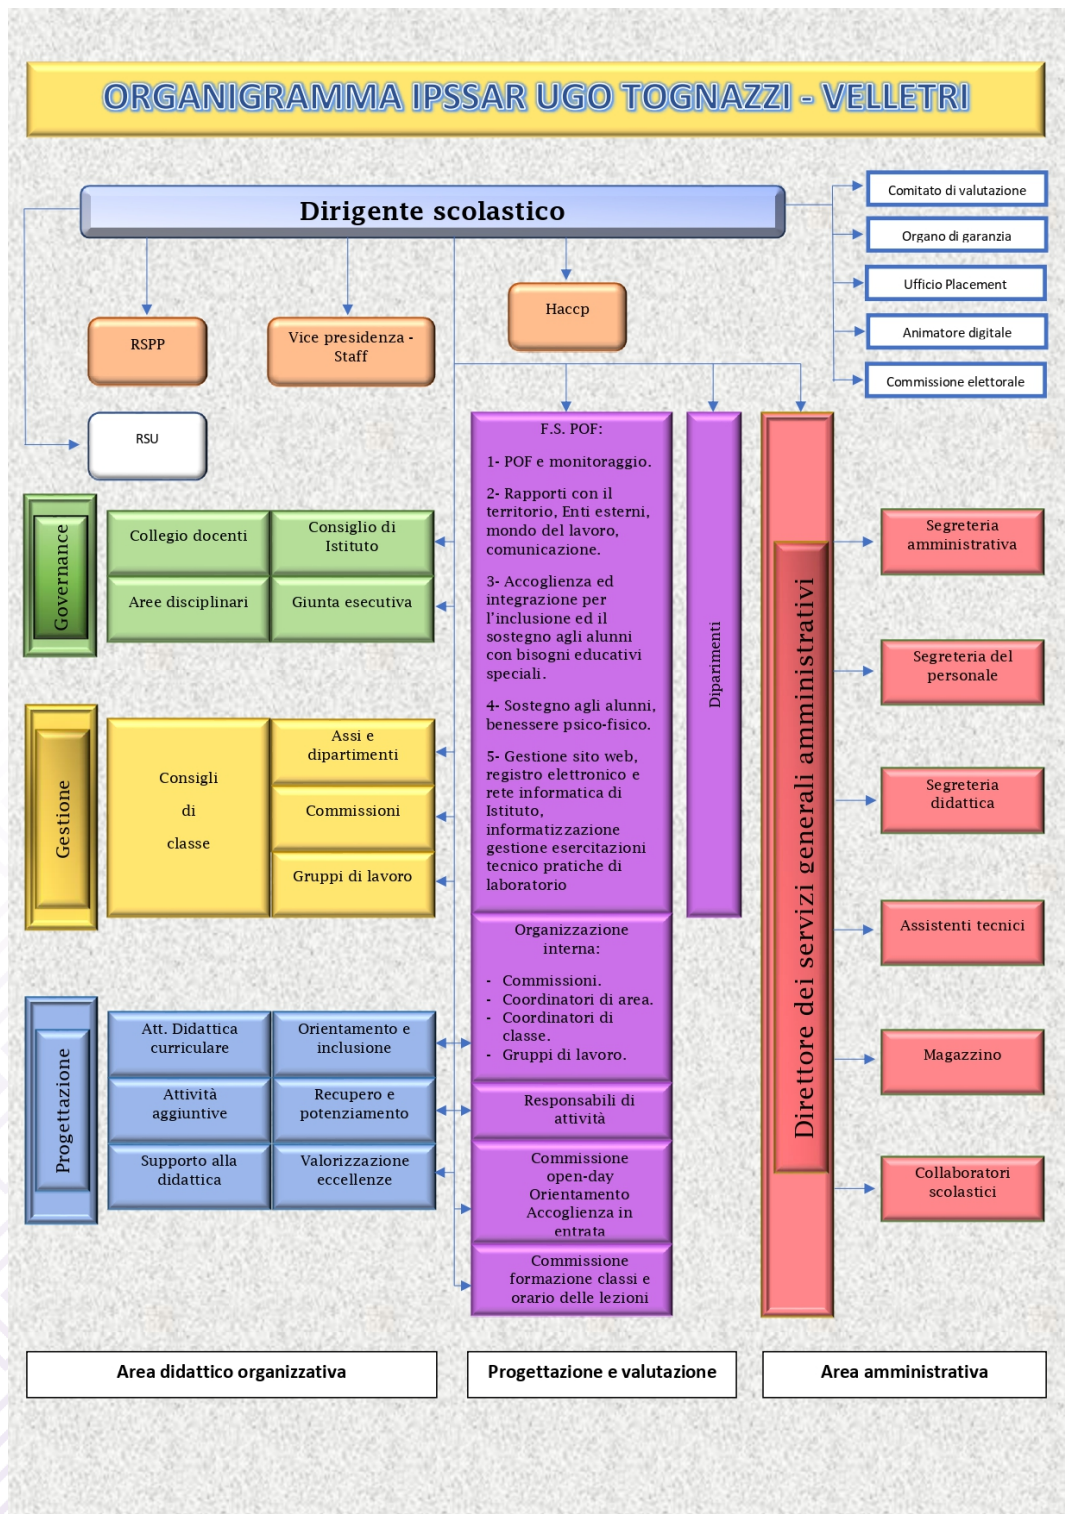 ORGANIGRAMMA IPSSAR UGO TOGNAZZI - VELLETRI
Dirigente scolastico
Comitato di valutazione
Organo di garanzia
Ufficio Placement
Animatore digitale
Commissione elettorale
RSPP
Vice presidenza -
Staff
Haccp
RSU
Governance
Collegio docenti
Consiglio di
Istituto
Aree disciplinari
Giunta esecutiva
Gestione
Consigli
di
classe
Assi e
dipartimenti
Commissioni
Gruppi di lavoro
Progettazione
Att. Didattica
curriculare
Orientamento e
inclusione
Attività
aggiuntive
Recupero e
potenziamento
Supporto alla
didattica
Valorizzazione
eccellenze
F.S. POF:
1- POF e monitoraggio.
2- Rapporti con il
territorio, Enti esterni,
mondo del lavoro,
comunicazione.
3- Accoglienza ed
integrazione per
l'inclusione ed il
sostegno agli alunni
con bisogni educativi
speciali.
4- Sostegno agli alunni,
benessere psico-fisico.
5- Gestione sito web,
registro elettronico e
rete informatica di
Istituto,
informatizzazione
gestione esercitazioni
tecnico pratiche di
laboratorio
Organizzazione
interna:
- Commissioni.
- Coordinatori di area.
- Coordinatori di
classe.
- Gruppi di lavoro.
Responsabili di
attività
Commissione
open-day
Orientamento
Accoglienza in
entrata
Commissione
formazione classi e
orario delle lezioni
Diparimenti
Direttore dei servizi generali amministrativi
Segreteria
amministrativa
Segreteria del
personale
Segreteria
didattica
Assistenti tecnici
Magazzino
Collaboratori
scolastici
Area didattico organizzativa
Progettazione e valutazione
Area amministrativa